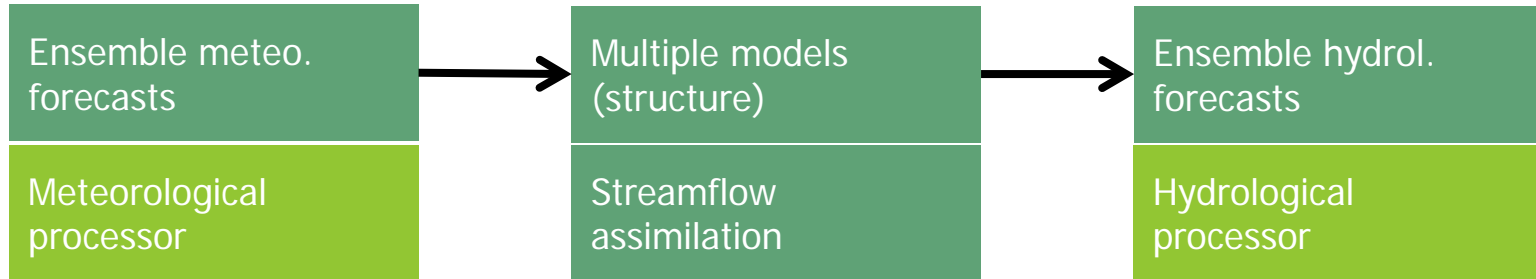 Ensemble meteo.
forecasts
Meteorological
processor
Multiple models
(structure)
Streamflow
assimilation
Ensemble hydrol.
forecasts
Hydrological
processor